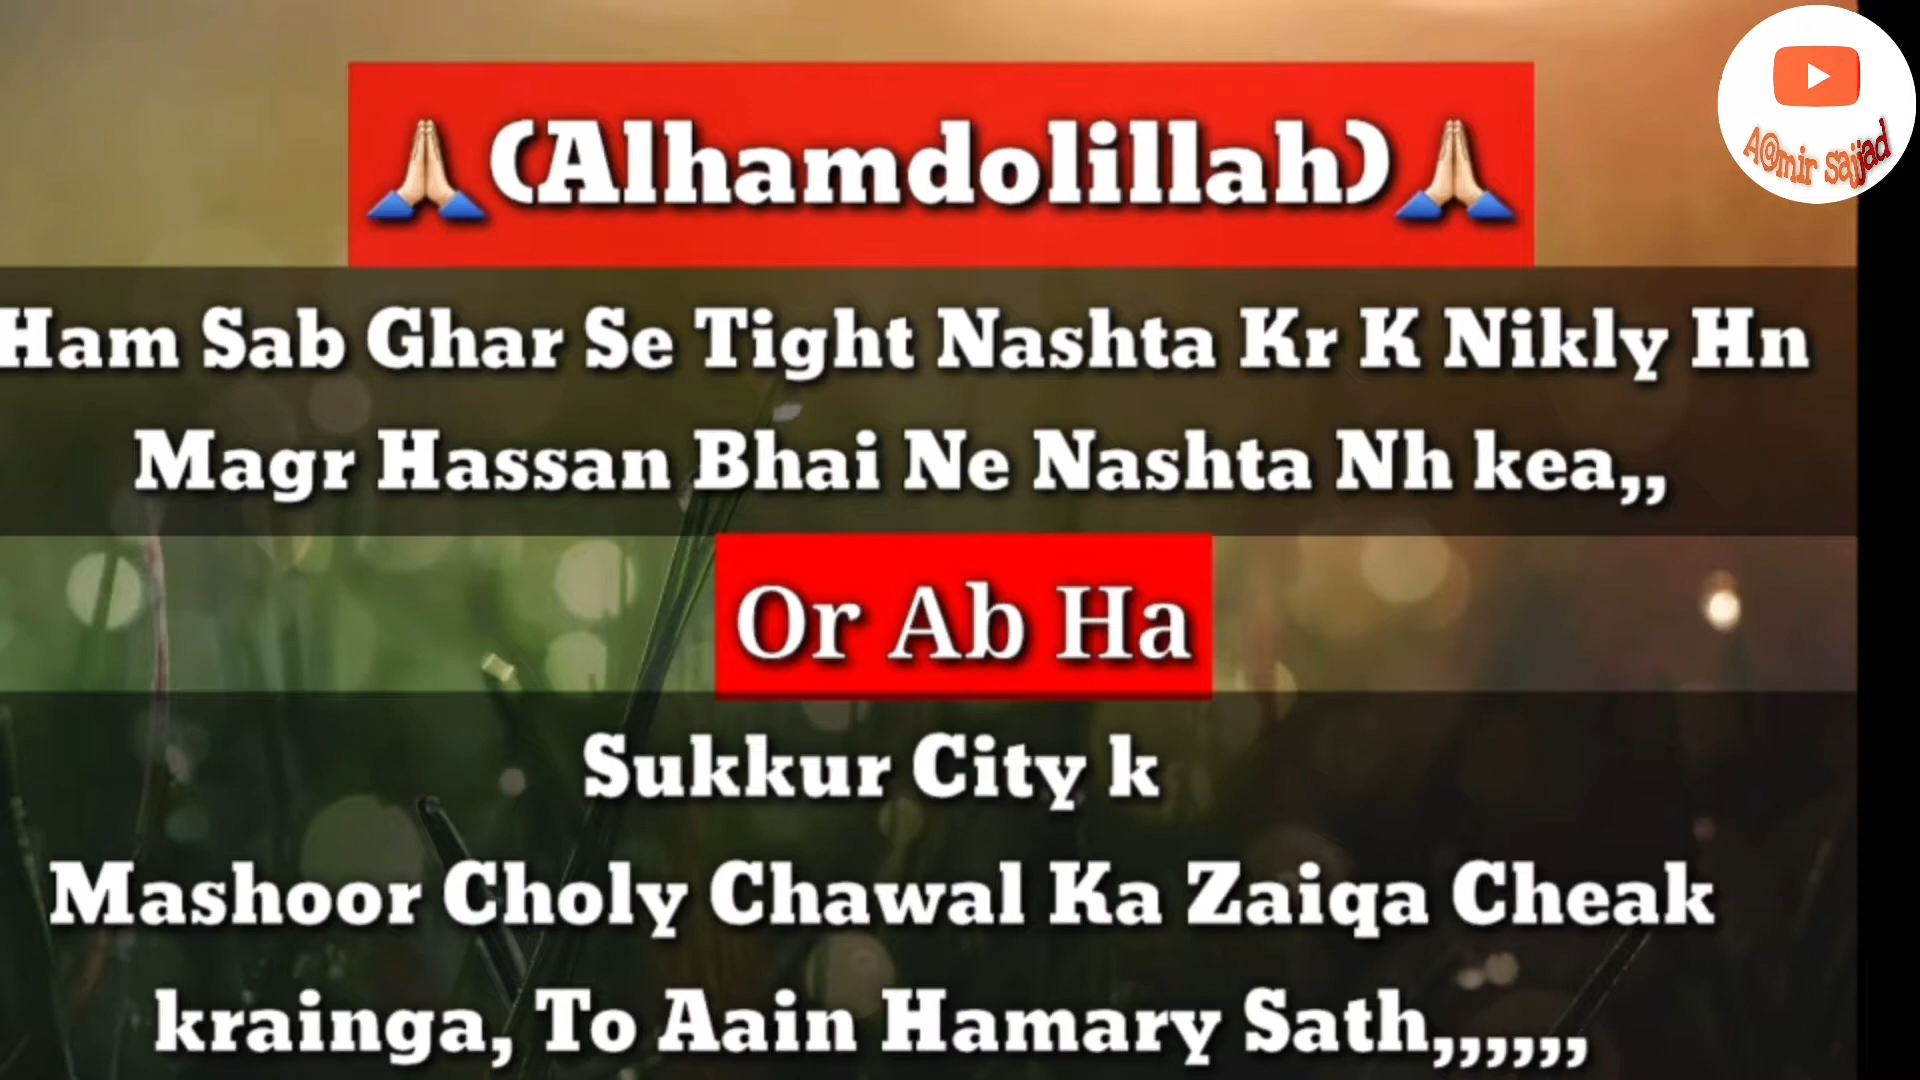 🙏🏻(Alhamdolillah)🙏🏻
Ham Sab Ghar Se Tight Nashta Kr K Nikly Hn
Magr Hassan Bhai Ne Nashta Nh kea,,
Or Ab Ha
Sukkur City k
Mashoor Choly Chawal Ka Zaiqa Cheak
krainga, To Aain Hamary Sath,,,,,,
A@mir Sajjad